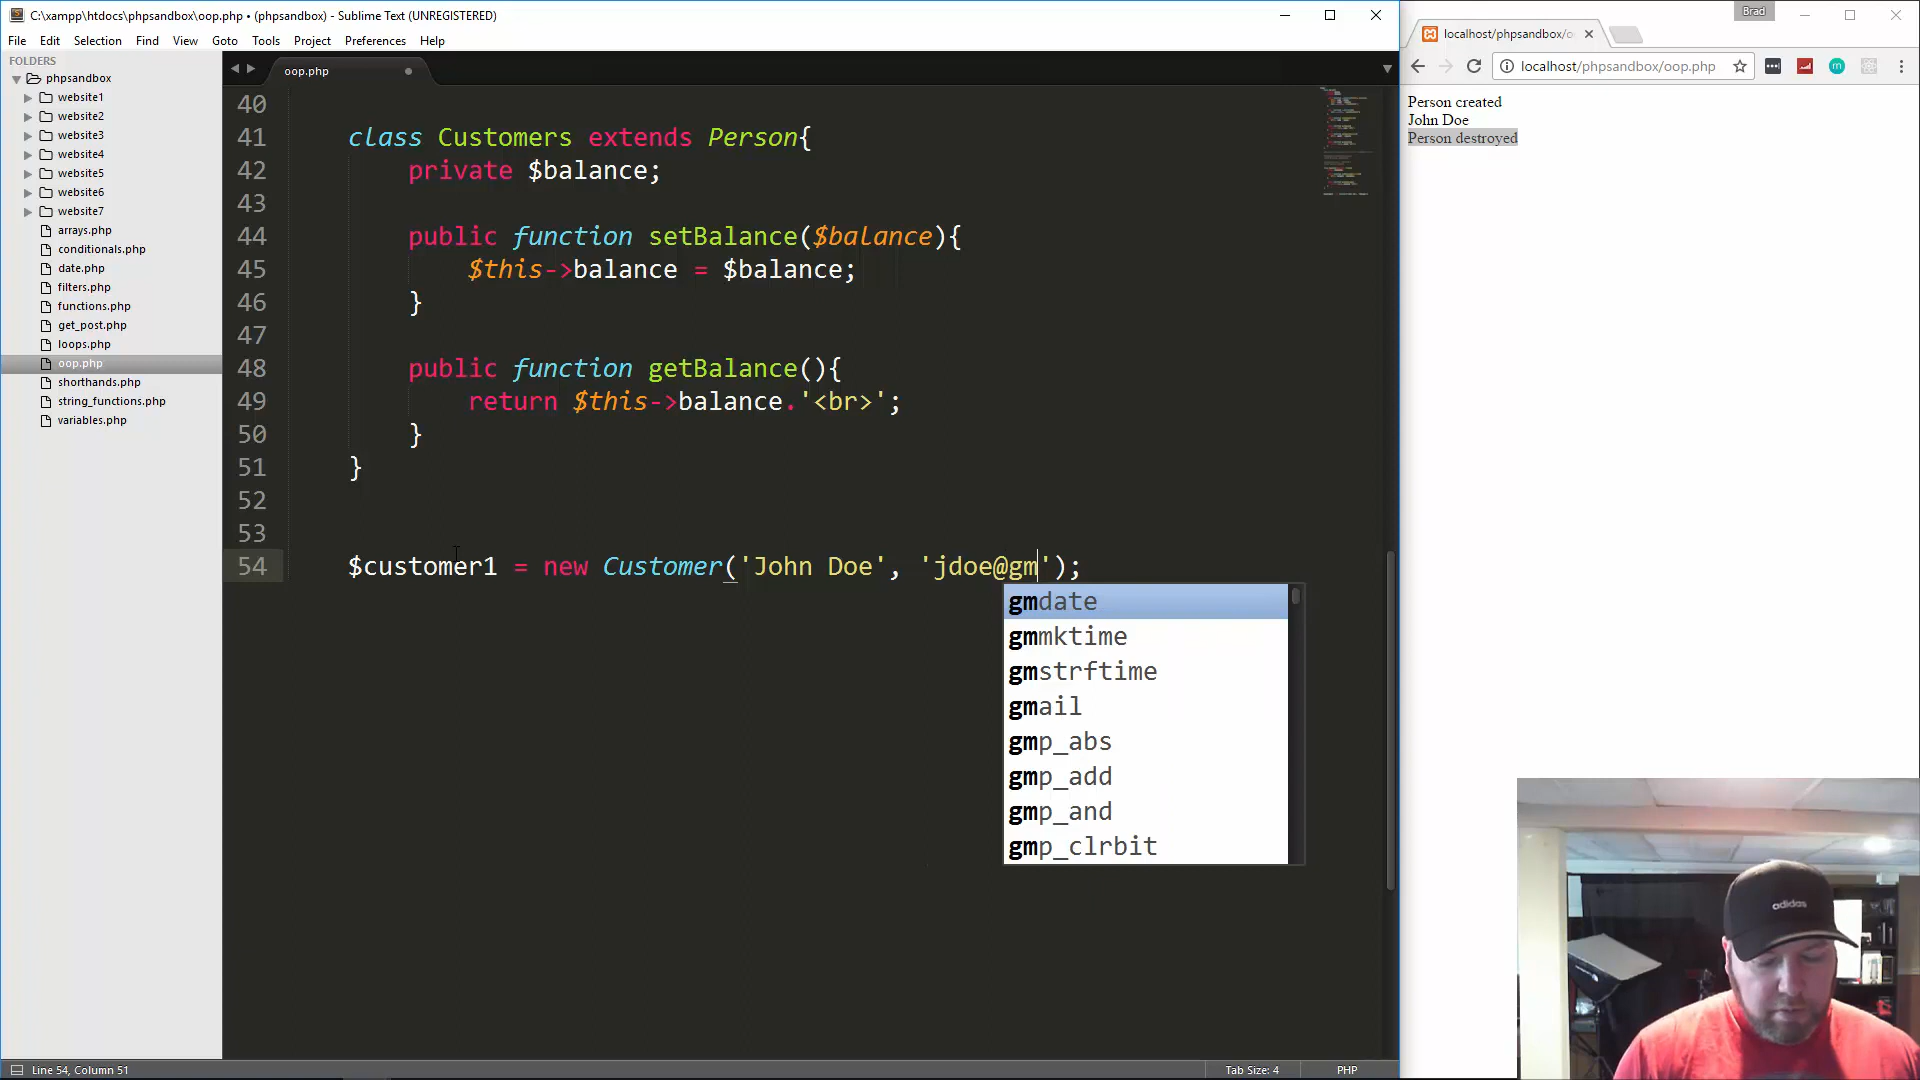 C:\xampp\htdocs\phpsandbox\oop.php • (phpsandbox) - Sublime Text (UNREGISTERED)
File Edit Selection Find View Goto Tools Project Preferences Help
FOLDERS
phpsandbox
website1
website2
website3
website4
website5
website6
website7
arrays.php
conditionals.php
date.php
filters.php
functions.php
get_post.php
loops.php
oop.php
shorthands.php
string_functions.php
variables.php
oop.php
40
41 class Customers extends Person{
42 private $balance;
43
44 public function setBalance($balance){
45 $this->balance = $balance;
46 }
47
48 public function getBalance(){
49 return $this->balance.'<br>';
50 }
51 }
52
53
54 $customer1 = new Customer('John Doe', 'jdoe@gm');
gmdate
gmmktime
gmstrftime
gmail
gmp_abs
gmp_add
gmp_and
gmp_clrbit
Line 54, Column 51
Tab Size: 4
PHP
Brad
localhost/phpsandbox/o
localhost/phpsandbox/oop.php
Person created
John Doe
Person destroyed
adidas